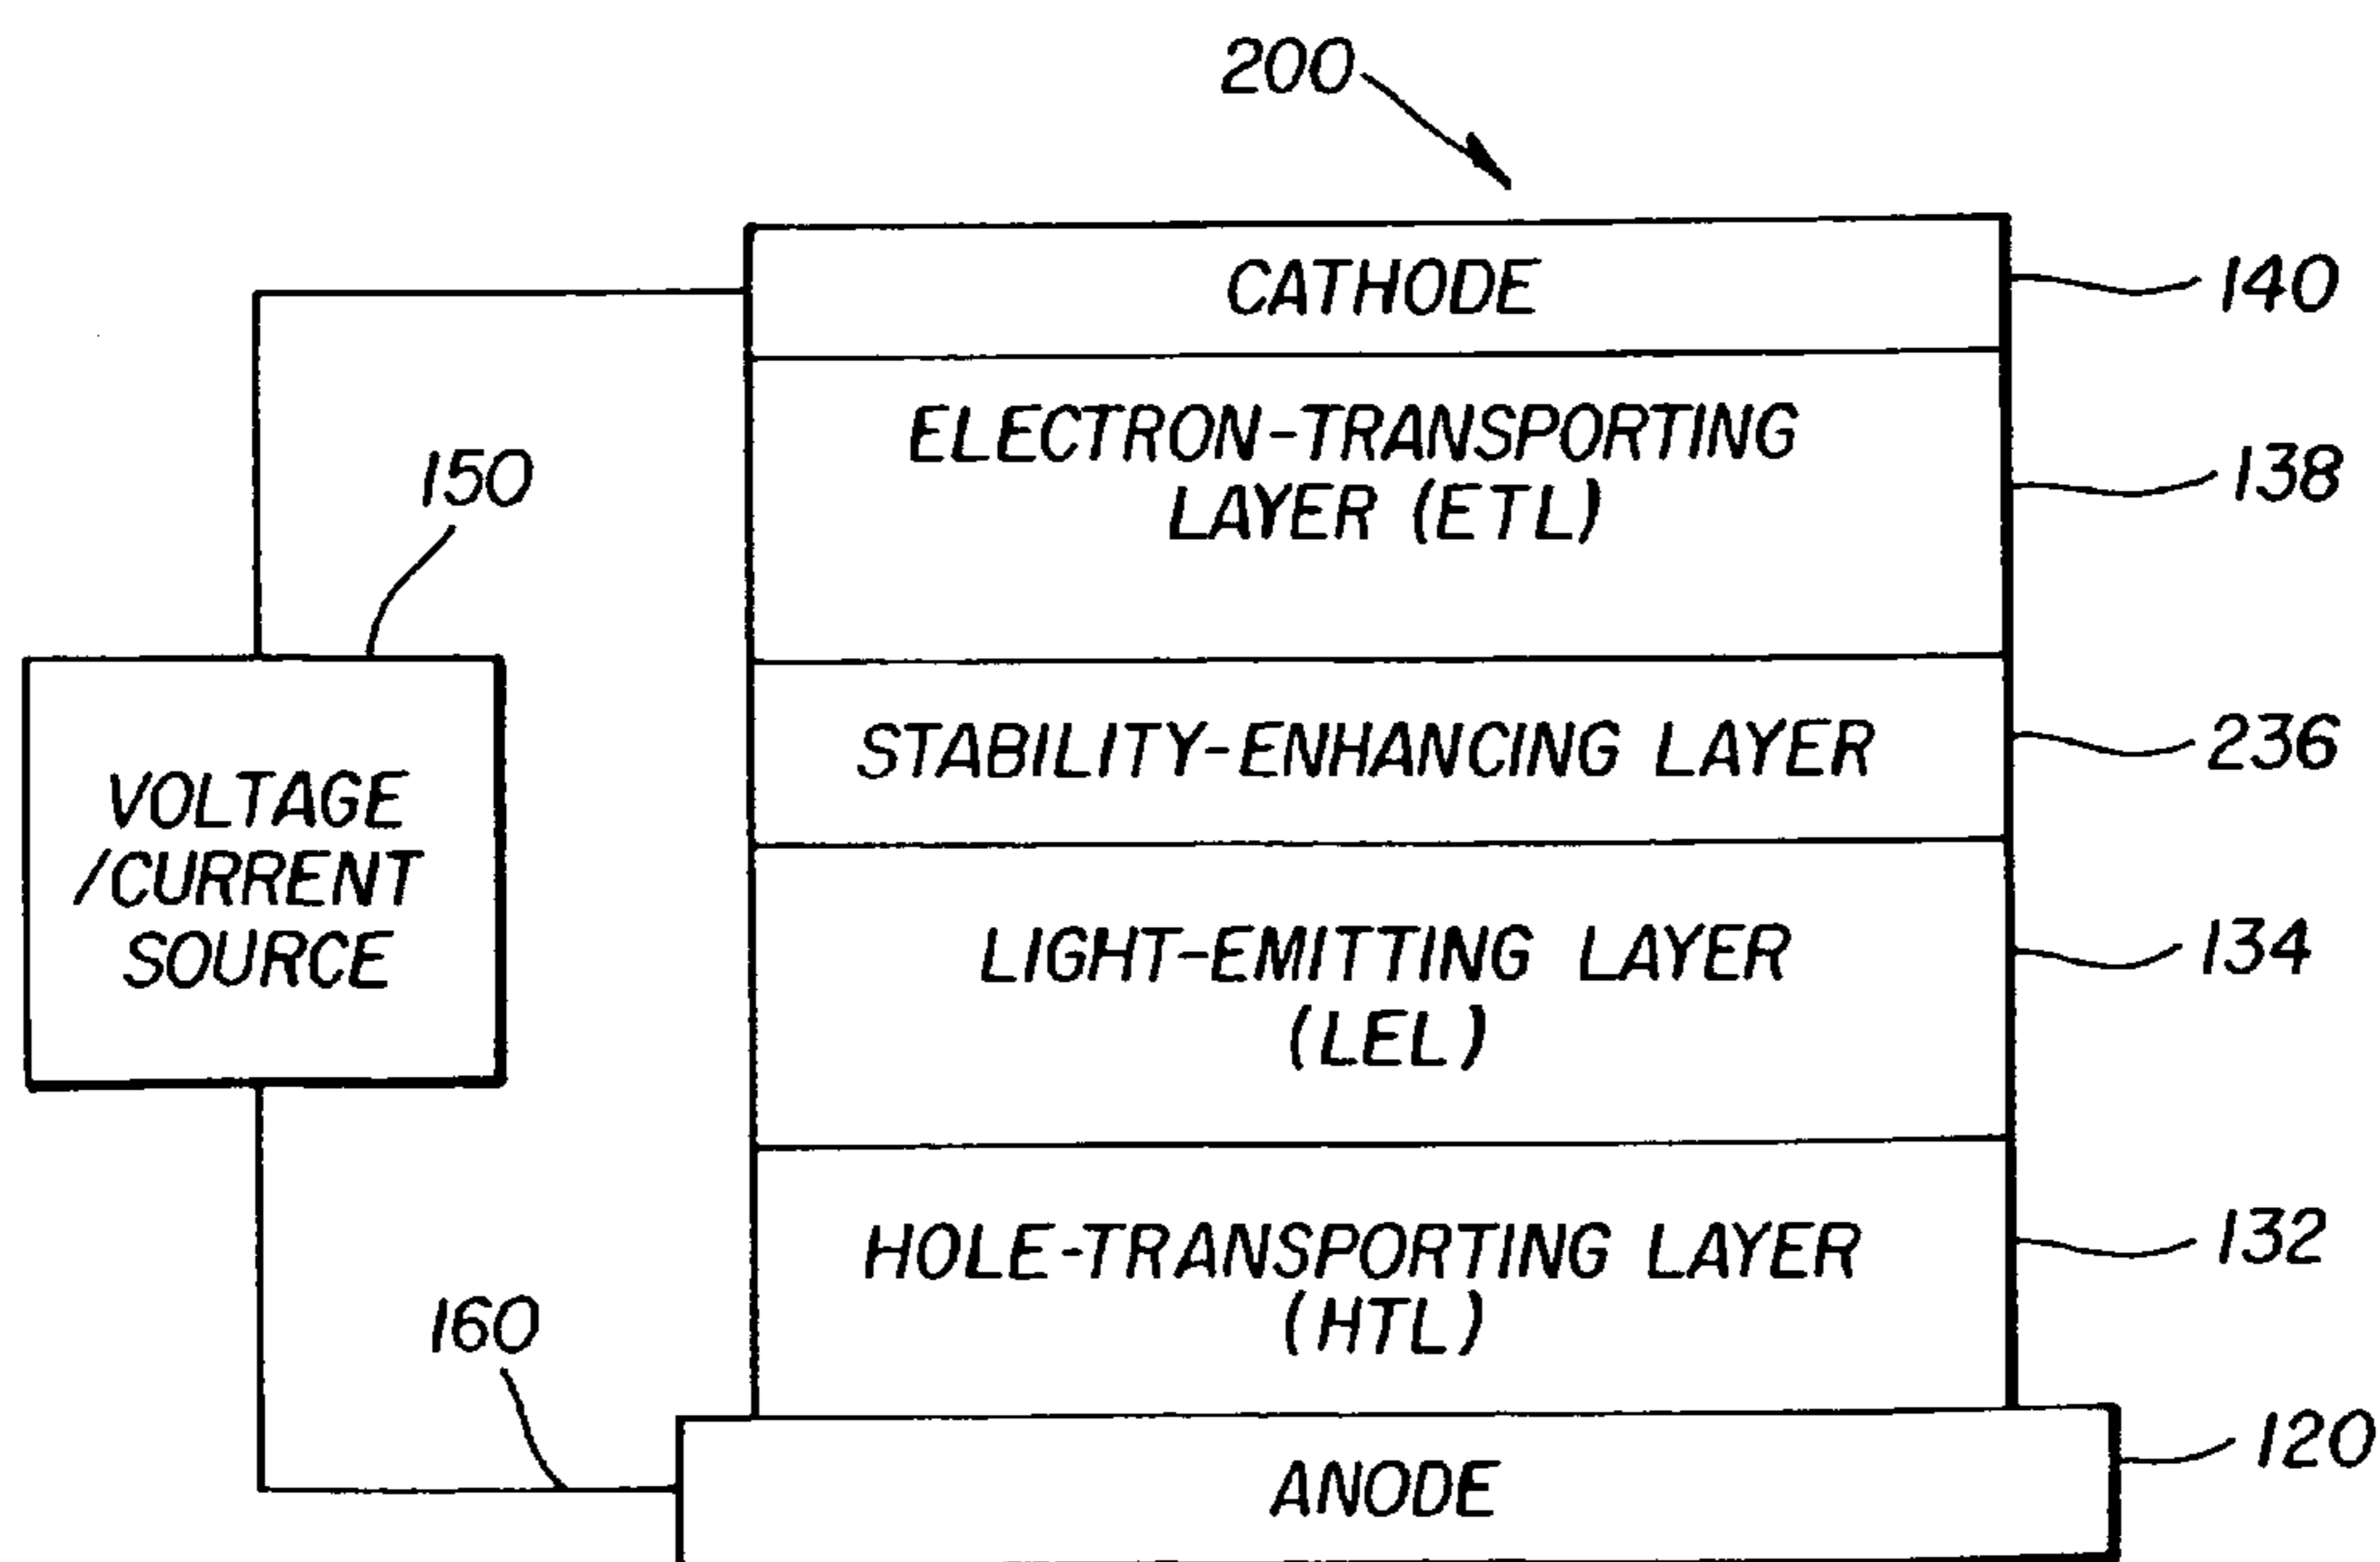 200
CATHODE
140
ELECTRON-TRANSPORTING
LAYER (ETL)
138
150
STABILITY-ENHANCING LAYER
236
VOLTAGE
/CURRENT
SOURCE
LIGHT-EMITTING LAYER
(LEL)
134
HOLE-TRANSPORTING LAYER
(HTL)
132
160
ANODE
120